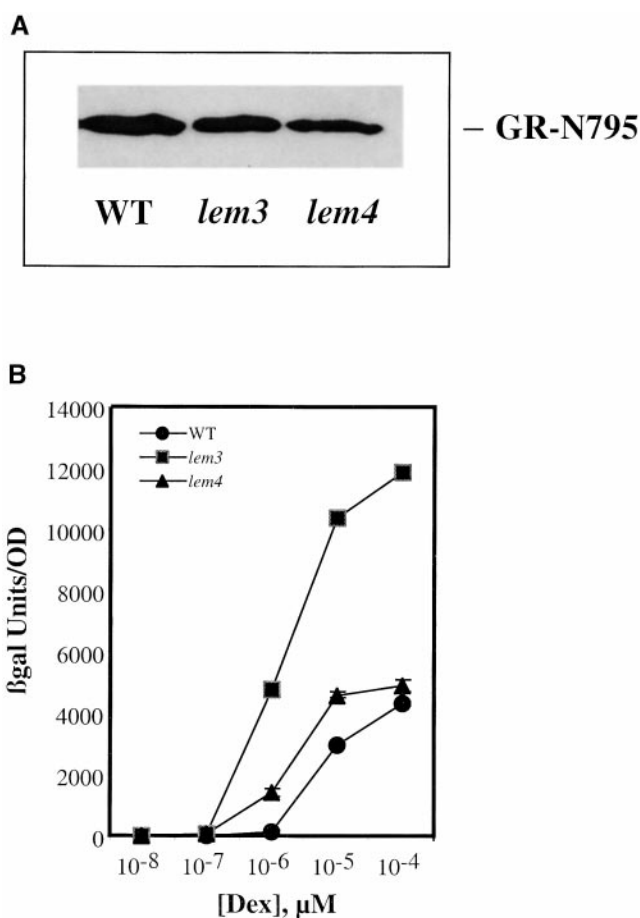 A
– GR-N795
WT lem3 lem4
B
14000
12000
10000
8000
6000
4000
2000
0
WT
lem3
lem4
ßgal Units/OD
10-8 10-7 10-6 10-5 10-4
[Dex], µM